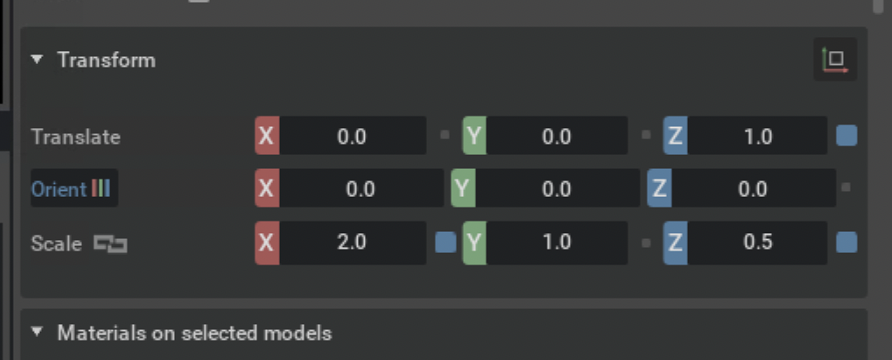 Transform
Translate X 0.0 Y 0.0 Z 1.0
Orient X 0.0 Y 0.0 Z 0.0
Scale X 2.0 Y 1.0 Z 0.5
Materials on selected models